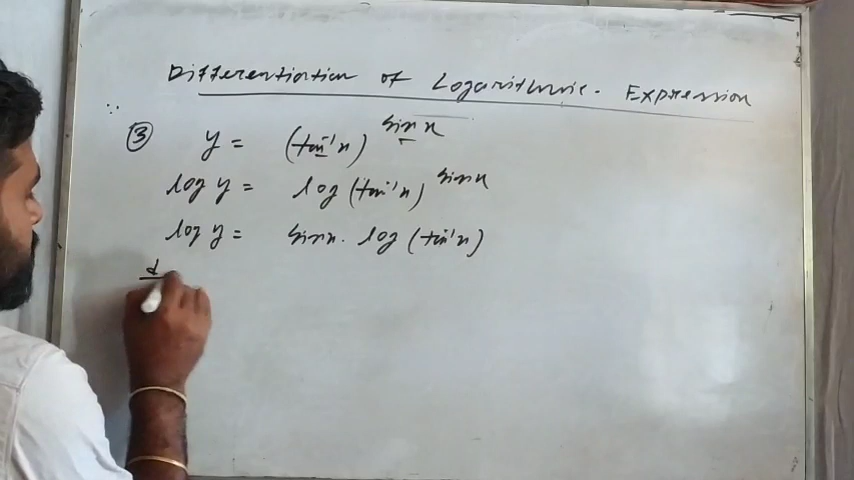 Differentiation of Logarithmic Expression
∴
③ y = (tan⁻¹x)^sin x
log y = log (tan⁻¹x)^sin x
log y = sin x. log (tan⁻¹x)
d